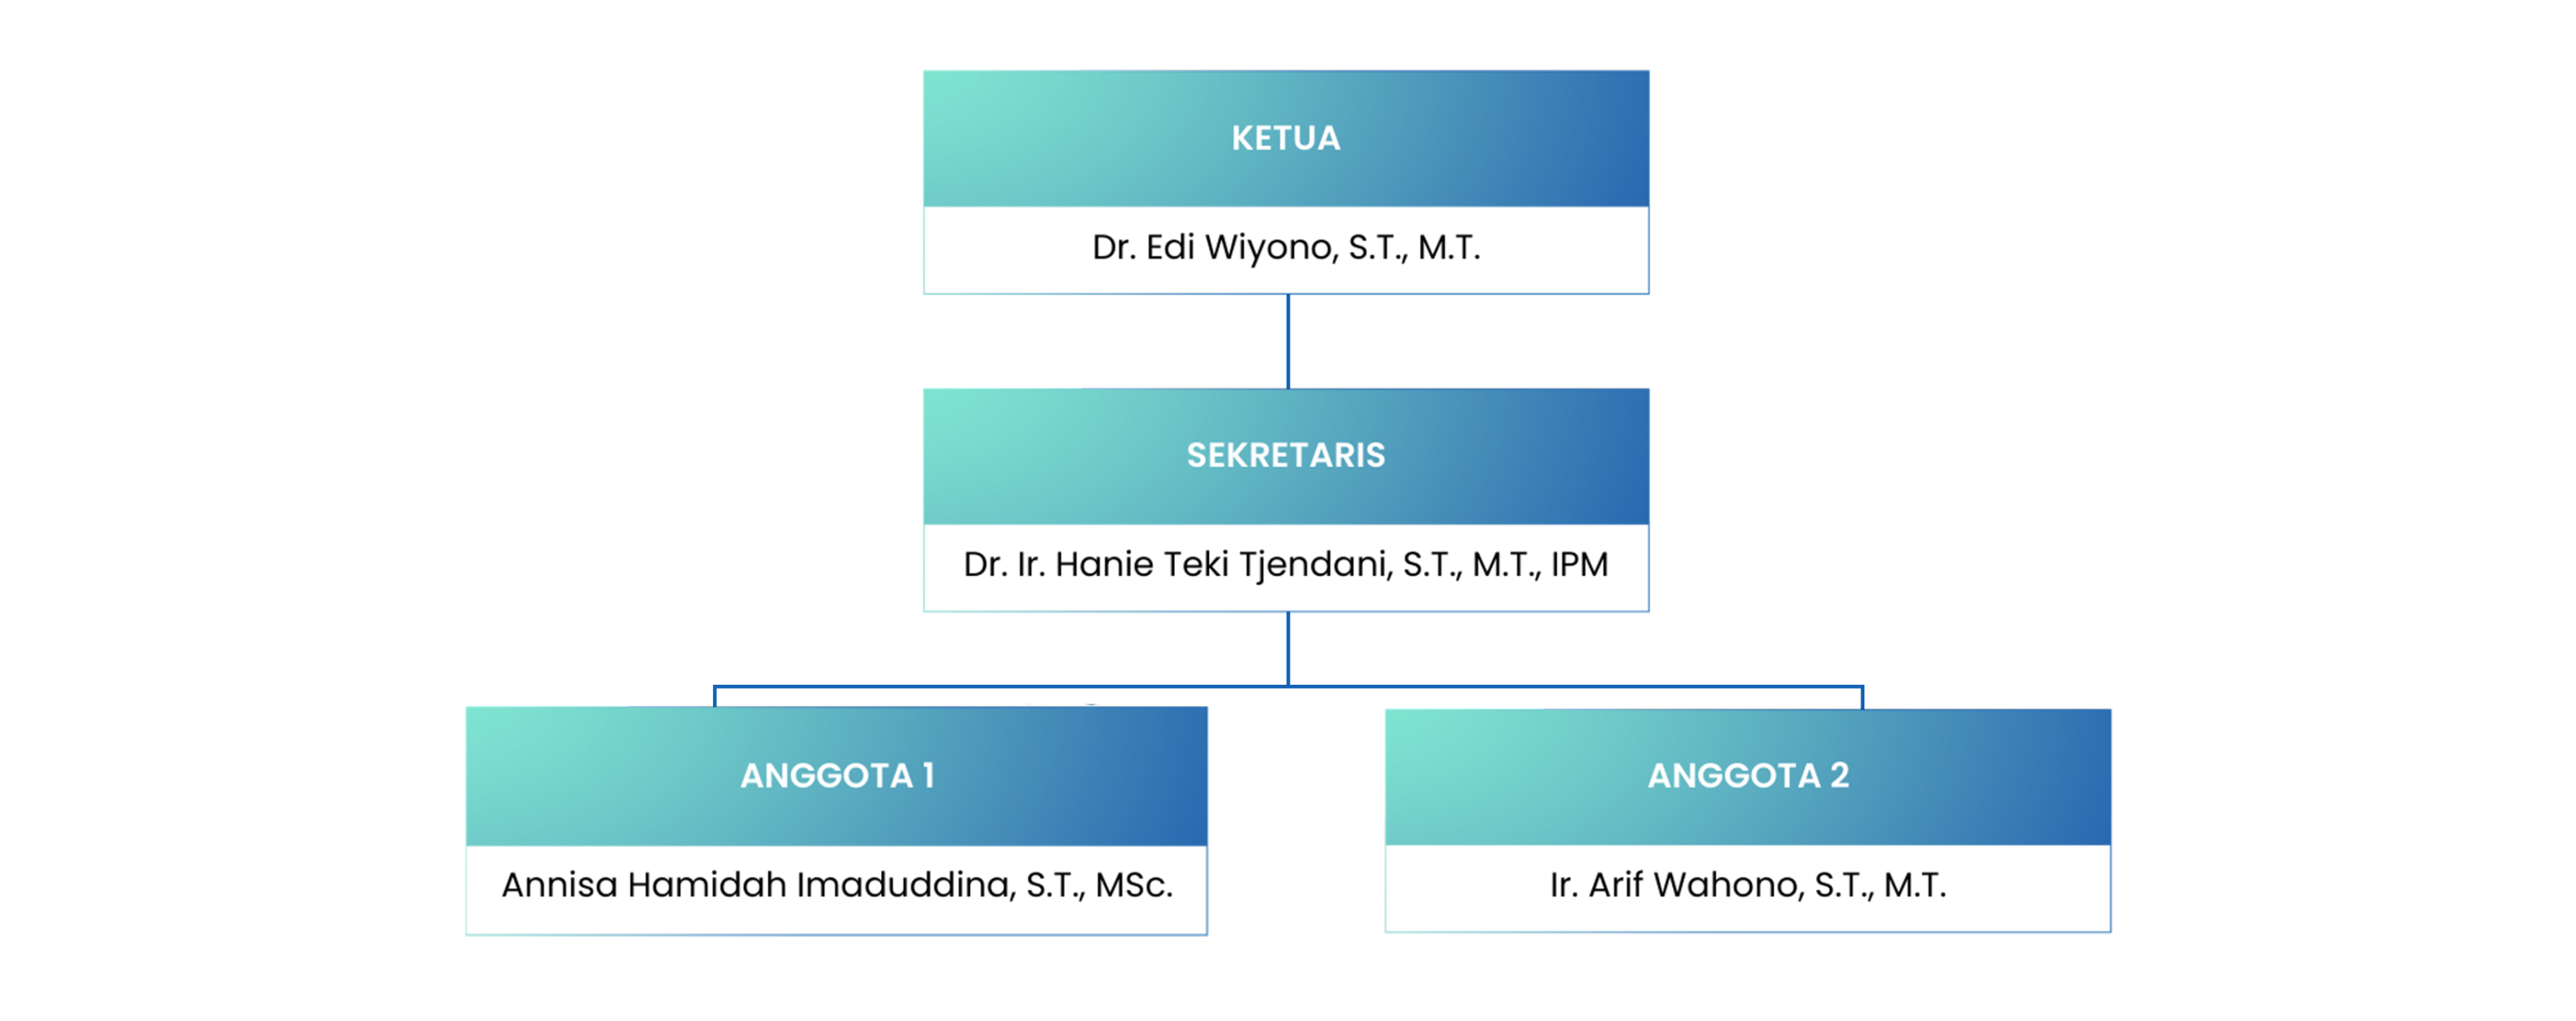 KETUA
Dr. Edi Wiyono, S.T., M.T.
SEKRETARIS
Dr. Ir. Hanie Teki Tjendani, S.T., M.T., IPM
ANGGOTA 1
Annisa Hamidah Imaduddina, S.T., MSc.
ANGGOTA 2
Ir. Arif Wahono, S.T., M.T.